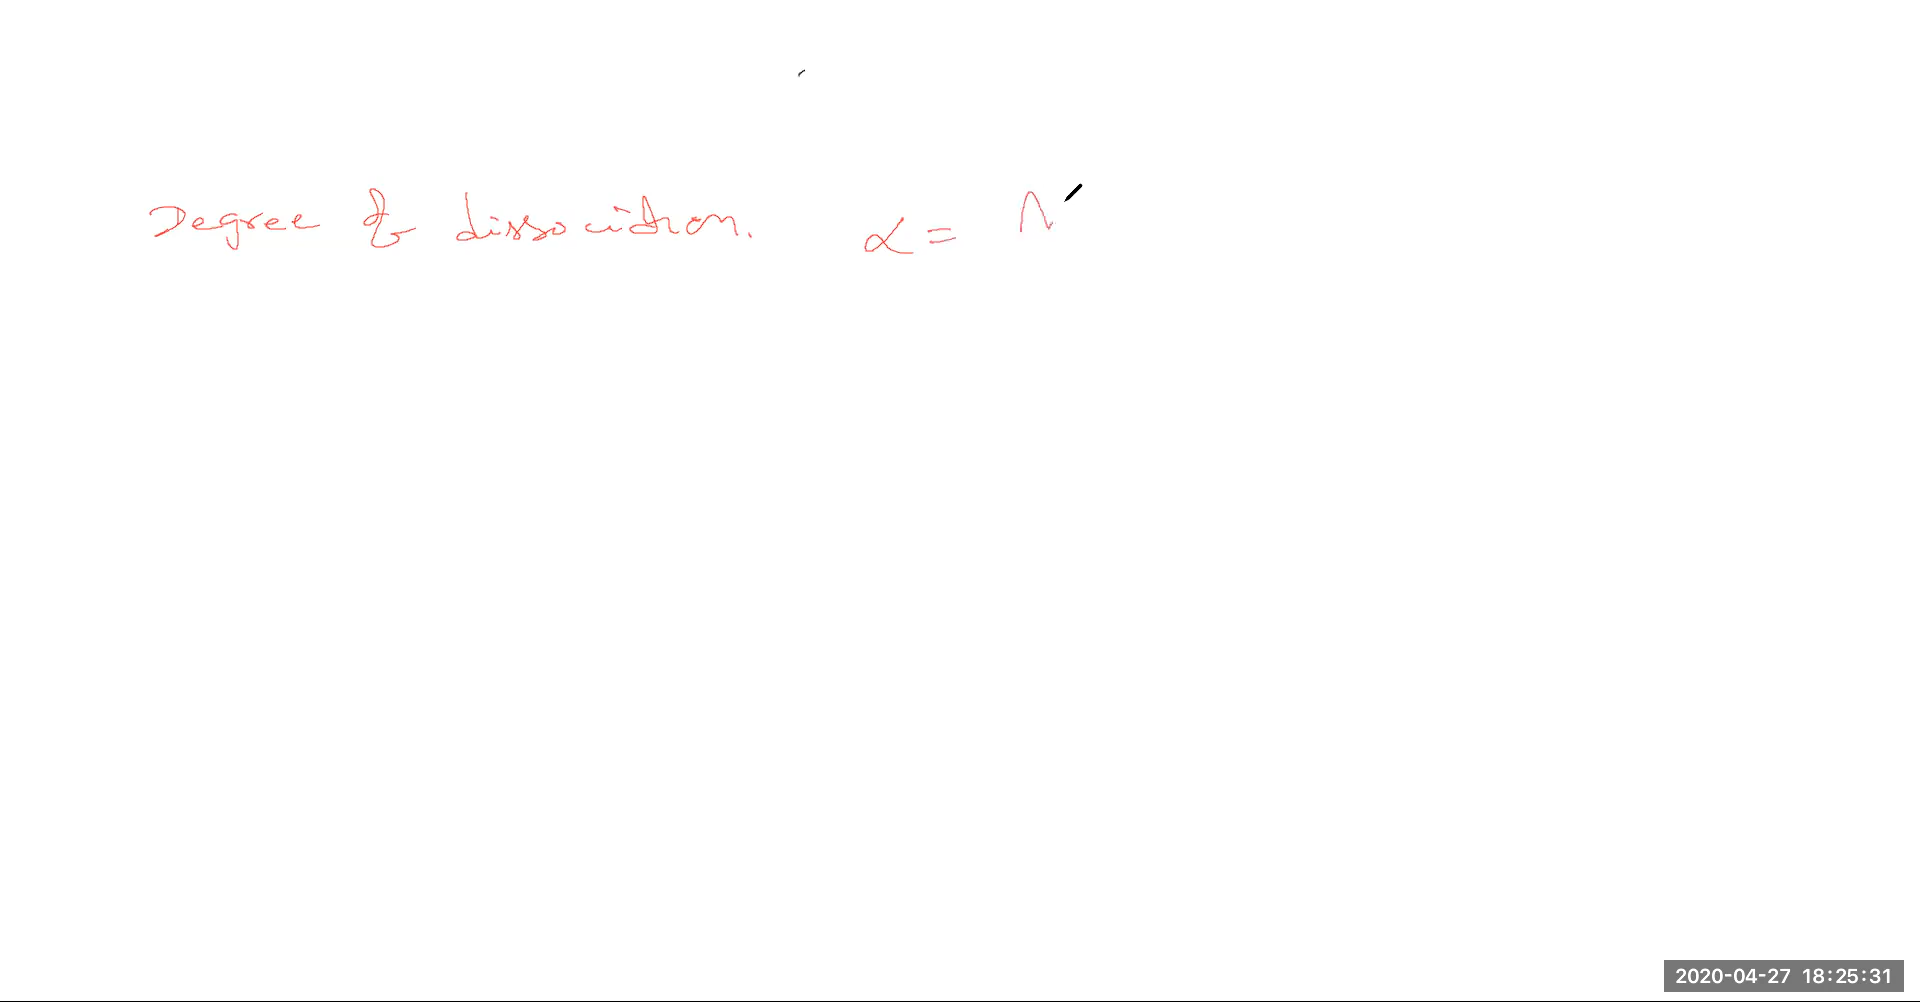 Degree of dissociation. α = Λ
2020-04-27 18:25:31